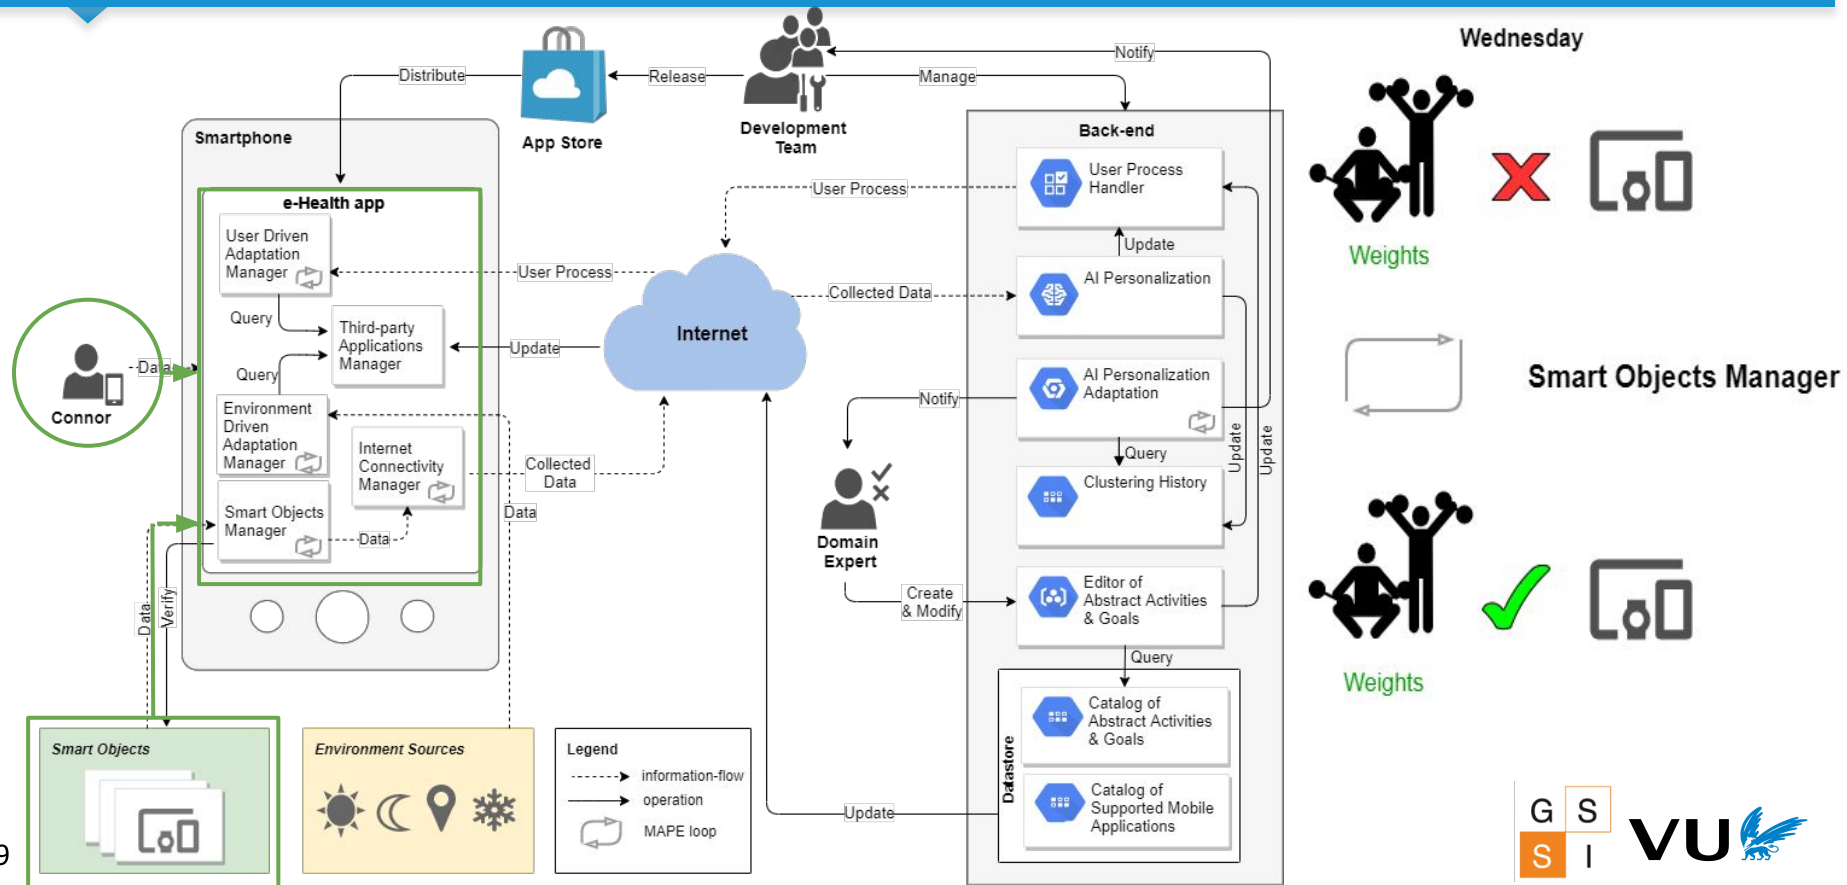 Wednesday
Notify
Distribute
Release
Manage
App Store
Development
Team
Smartphone
Back-end
User Process
Handler
User Process
Weights
e-Health app
User Driven
Adaptation
Manager
Update
User Process
AI Personalization
Collected Data
Query
Third-party
Applications
Manager
Internet
Update
Data
Query
AI Personalization
Adaptation
Smart Objects Manager
Connor
Environment
Driven
Adaptation
Manager
Notify
Internet
Connectivity
Manager
Collected
Data
Query
Update
Update
Clustering History
Smart Objects
Manager
Data
Data
Domain
Expert
Data
Verify
Create
& Modify
Editor of
Abstract Activities
& Goals
Query
Weights
Datastore
Catalog of
Abstract Activities
& Goals
Catalog of
Supported Mobile
Applications
Update
Smart Objects
Environment Sources
Legend
information-flow
operation
MAPE loop
9
G S
S I
VU